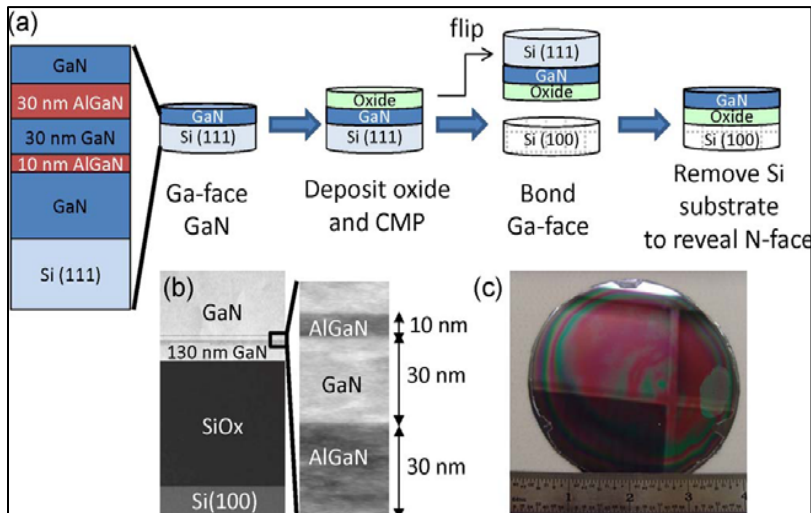 (a)
GaN
30 nm AlGaN
30 nm GaN
10 nm AlGaN
GaN
Si (111)
GaN
Si (111)
Ga-face
GaN
Oxide
GaN
Si (111)
Deposit oxide
and CMP
flip
Si (111)
GaN
Oxide
Si (100)
Bond
Ga-face
GaN
Oxide
Si (100)
Remove Si
substrate
to reveal N-face
(b)
GaN
130 nm GaN
SiOx
Si(100)
AlGaN
GaN
AlGaN
10 nm
30 nm
30 nm
(c)
1 2 3 4